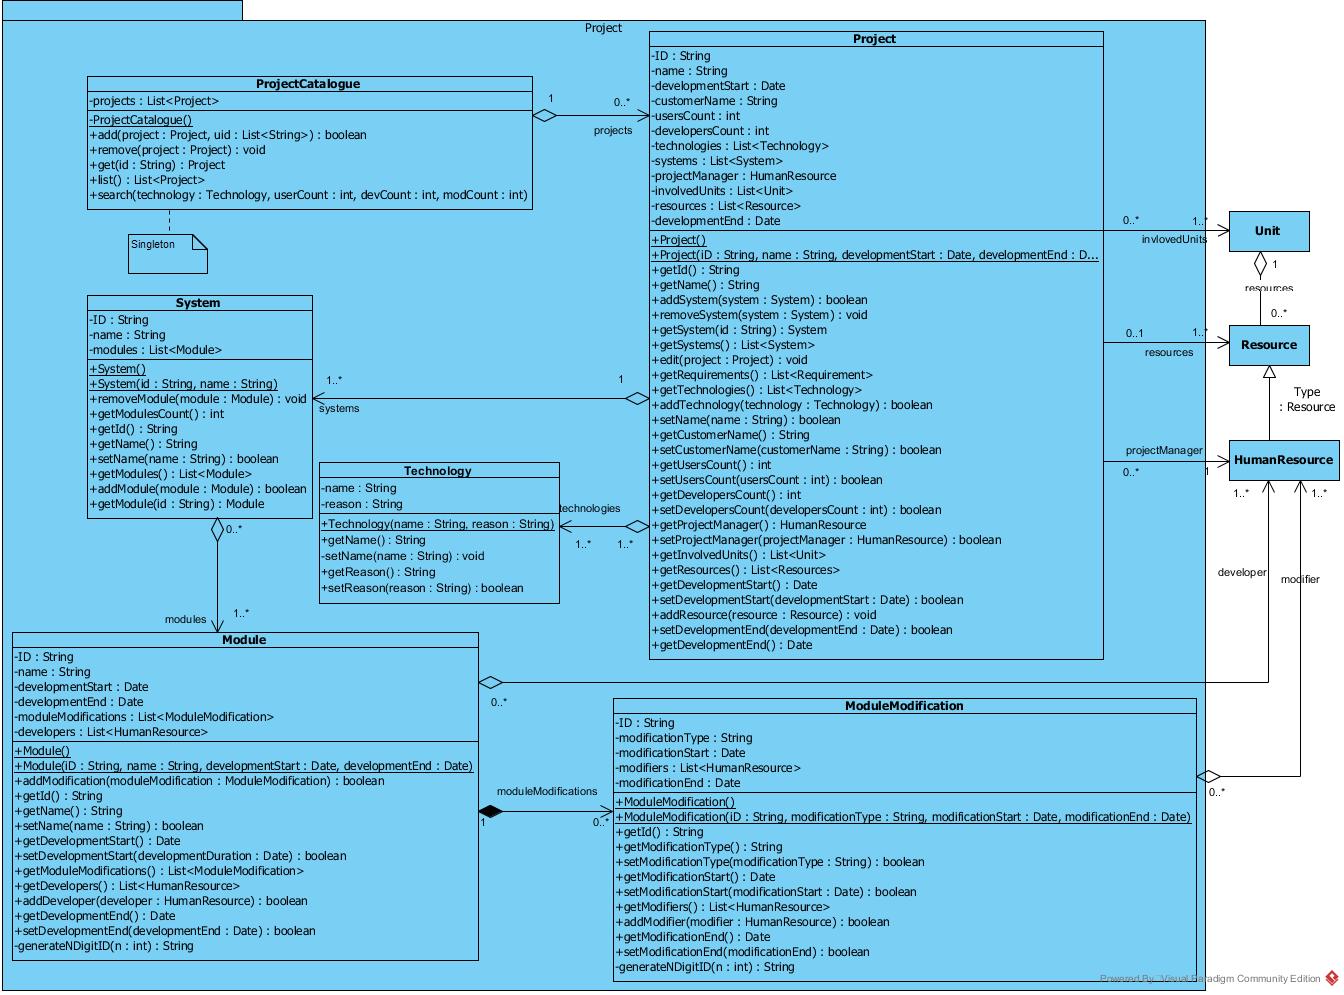 Project
ProjectCatalogue
-projects : List<Project>
-ProjectCatalogue()
+add(project : Project, uid : List<String>) : boolean
+remove(project : Project) : void
+get(id : String) : Project
+list() : List<Project>
+search(technology : Technology, userCount : int, devCount : int, modCount : int)
Singleton
1
0..*
projects
Project
-ID : String
-name : String
-developmentStart : Date
-customerName : String
-usersCount : int
-developersCount : int
-technologies : List<Technology>
-systems : List<System>
-projectManager : HumanResource
-involvedUnits : List<Unit>
-resources : List<Resource>
-developmentEnd : Date
+Project()
+Project(iD : String, name : String, developmentStart : Date, developmentEnd : D...
+getId() : String
+getName() : String
+addSystem(system : System) : boolean
+removeSystem(system : System) : void
+getSystem(id : String) : System
+getSystems() : List<System>
+edit(project : Project) : void
+getRequirements() : List<Requirement>
+getTechnologies() : List<Technology>
+addTechnology(technology : Technology) : boolean
+setName(name : String) : boolean
+getCustomerName() : String
+setCustomerName(customerName : String) : boolean
+getUsersCount() : int
+setUsersCount(usersCount : int) : boolean
+getDevelopersCount() : int
+setDevelopersCount(developersCount : int) : boolean
+getProjectManager() : HumanResource
+setProjectManager(projectManager : HumanResource) : boolean
+getInvolvedUnits() : List<Unit>
+getResources() : List<Resources>
+getDevelopmentStart() : Date
+setDevelopmentStart(developmentStart : Date) : boolean
+addResource(resource : Resource) : void
+setDevelopmentEnd(developmentEnd : Date) : boolean
+getDevelopmentEnd() : Date
0..*
1..*
invlovedUnits
Unit
1
resources
0..*
0..1
1..*
resources
Resource
Type
: Resource
projectManager
0..*
1
HumanResource
1..*
1..*
developer
modifier
System
-ID : String
-name : String
-modules : List<Module>
+System()
+System(id : String, name : String)
+removeModule(module : Module) : void
+getModulesCount() : int
+getId() : String
+getName() : String
+setName(name : String) : boolean
+getModules() : List<Module>
+addModule(module : Module) : boolean
+getModule(id : String) : Module
1..*
1
systems
Technology
-name : String
-reason : String
+Technology(name : String, reason : String)
+getName() : String
-setName(name : String) : void
+getReason() : String
+setReason(reason : String) : boolean
technologies
1..*
1..*
0..*
modules
1..*
Module
-ID : String
-name : String
-developmentStart : Date
-developmentEnd : Date
-moduleModifications : List<ModuleModification>
-developers : List<HumanResource>
+Module()
+Module(iD : String, name : String, developmentStart : Date, developmentEnd : Date)
+addModification(moduleModification : ModuleModification) : boolean
+getId() : String
+getName() : String
+setName(name : String) : boolean
+getDevelopmentStart() : Date
+setDevelopmentStart(developmentDuration : Date) : boolean
+getModuleModifications() : List<ModuleModification>
+getDevelopers() : List<HumanResource>
+addDeveloper(developer : HumanResource) : boolean
+getDevelopmentEnd() : Date
+setDevelopmentEnd(developmentEnd : Date) : boolean
-generateNDigitID(n : int) : String
0..*
moduleModifications
1
0..*
ModuleModification
-ID : String
-modificationType : String
-modificationStart : Date
-modifiers : List<HumanResource>
-modificationEnd : Date
+ModuleModification()
+ModuleModification(iD : String, modificationType : String, modificationStart : Date, modificationEnd : Date)
+getId() : String
+getModificationType() : String
+setModificationType(modificationType : String) : boolean
+getModificationStart() : Date
+setModificationStart(modificationStart : Date) : boolean
+getModifiers() : List<HumanResource>
+addModifier(modifier : HumanResource) : boolean
+getModificationEnd() : Date
+setModificationEnd(modificationEnd) : boolean
-generateNDigitID(n : int) : String
0..*
Powered By Visual Paradigm Community Edition